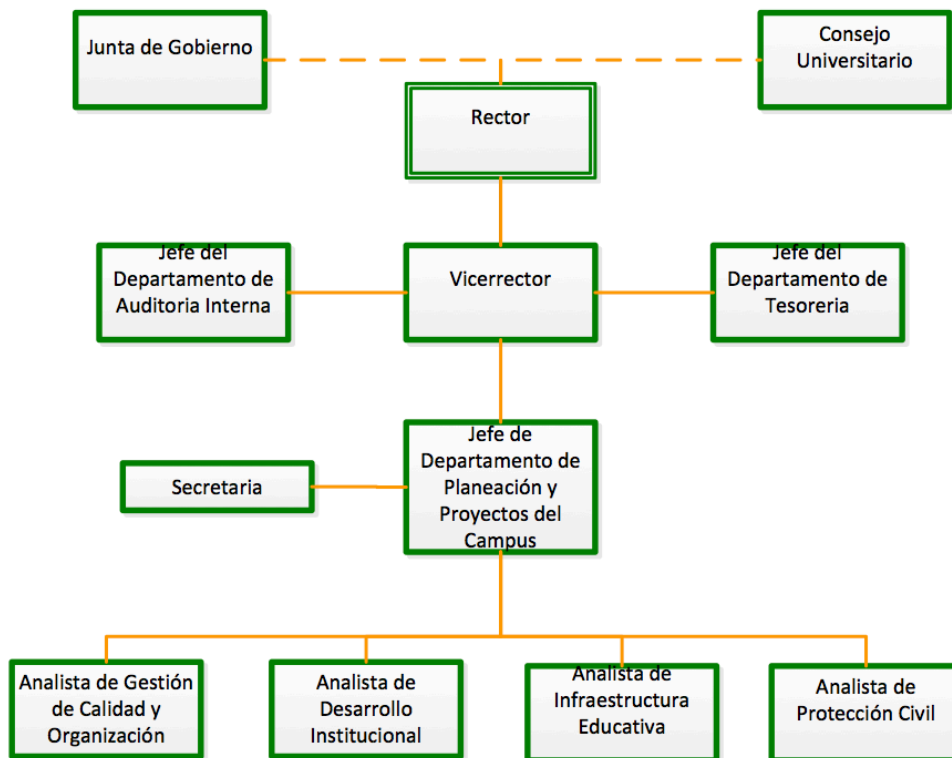 Junta de Gobierno
Consejo
Universitario
Rector
Jefe del
Departamento de
Auditoria Interna
Vicerrector
Jefe del
Departamento de
Tesoreria
Jefe de
Departamento de
Planeación y
Proyectos del
Campus
Secretaria
Analista de Gestión
de Calidad y
Organización
Analista de
Desarrollo
Institucional
Analista de
Infraestructura
Educativa
Analista de
Protección Civil